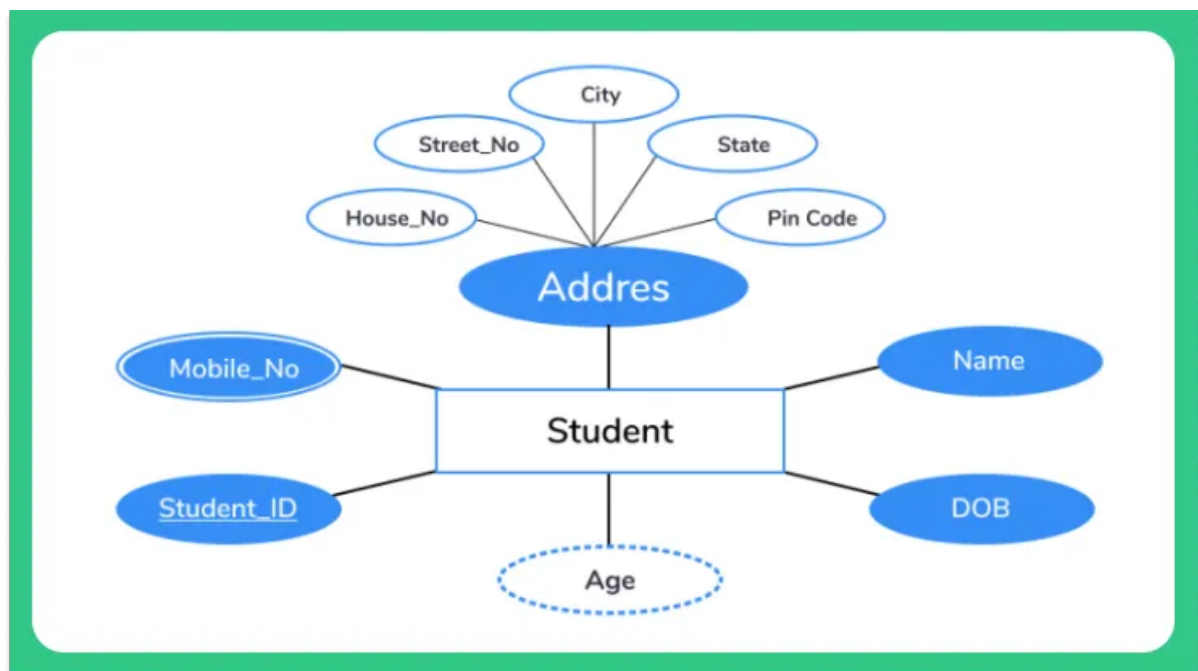 City
Street_No
State
House_No
Pin Code
Addres
Mobile_No
Name
Student
Student_ID
DOB
Age